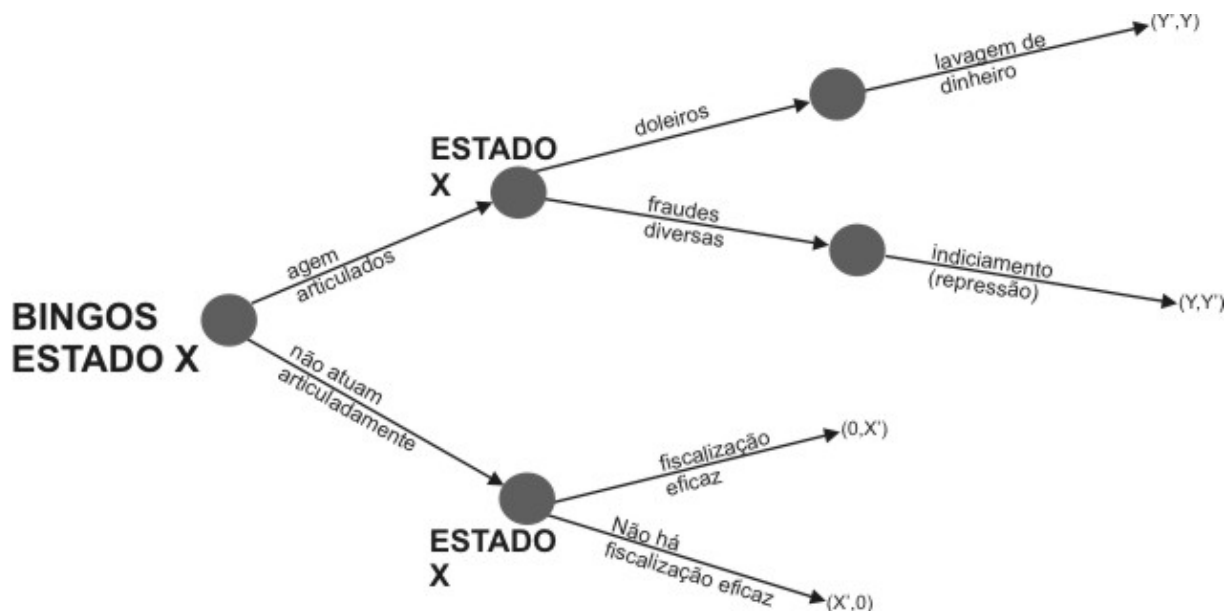 (Y',Y)
lavagem de
dinheiro
doleiros
ESTADO
X
fraudes
diversas
indiciamento
(repressão)
(Y,Y')
agem
articulados
BINGOS
ESTADO X
não atuam
articuladamente
fiscalização
eficaz
(0,X')
ESTADO
X
Não há
fiscalização eficaz
(X',0)